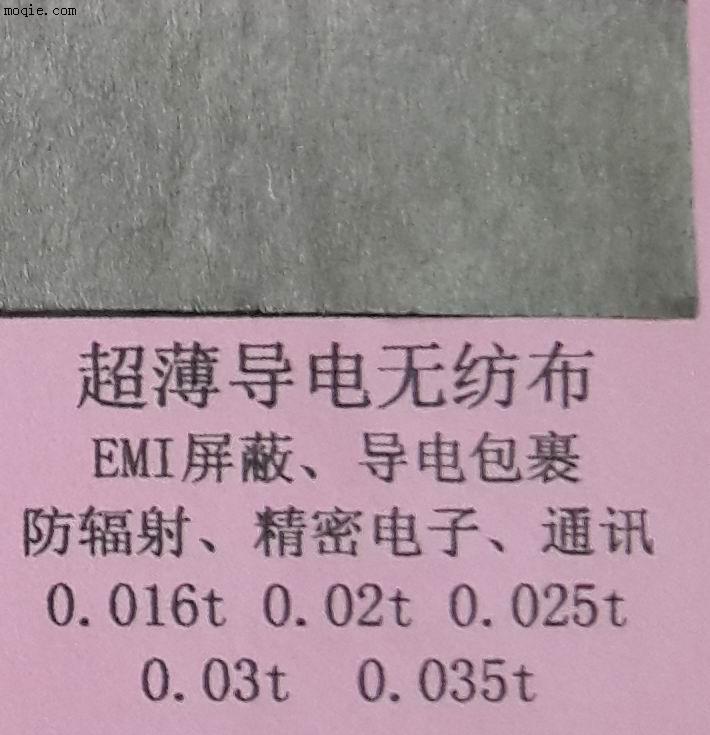 moqie.com
超薄导电无纺布
EMI屏蔽、导电包裹
防辐射、精密电子、通讯
0.016t 0.02t 0.025t
0.03t 0.035t